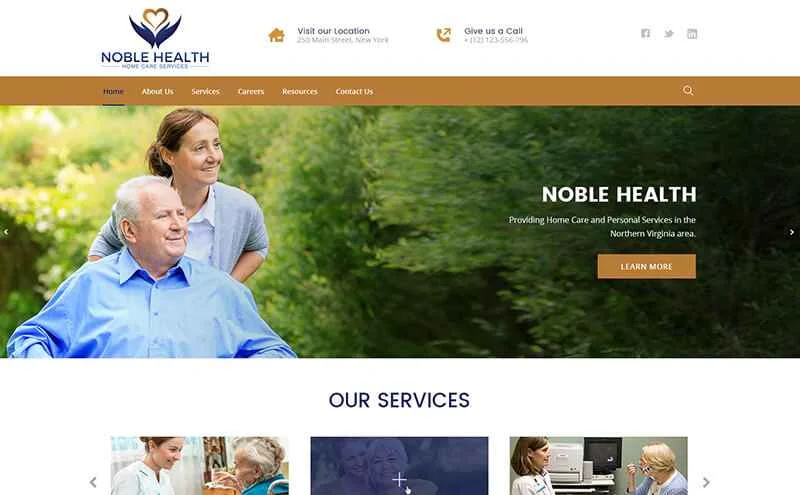 NOBLE HEALTH
HOME CARE SERVICES
Visit our Location
250 Main Street, New York
Give us a Call
+ (12) 123-556-796
Home About Us Services Careers Resources Contact Us
NOBLE HEALTH
Providing Home Care and Personal Services in the
Northern Virginia area.
LEARN MORE
OUR SERVICES